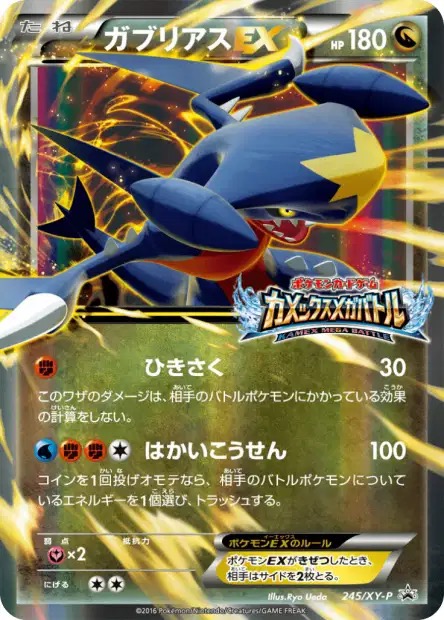 たね ガブリアスEX HP180
ポケモンカードゲーム
カメックスメガバトル
KAMEX MEGA BATTLE
ひきさく 30
このワザのダメージは、相手のバトルポケモンにかかっている効果
の計算をしない。
はかいこうせん 100
コインを1回投げオモテなら、相手のバトルポケモンについて
いるエネルギーを1個選び、トラッシュする。
弱点 抵抗力
×2
ポケモンEXのルール
ポケモンEXがきぜつしたとき、
相手はサイドを2枚とる。
にげる
Illus.Ryo Ueda 245/XY-P PROMO
©2016 Pokémon/Nintendo/Creatures/GAME FREAK